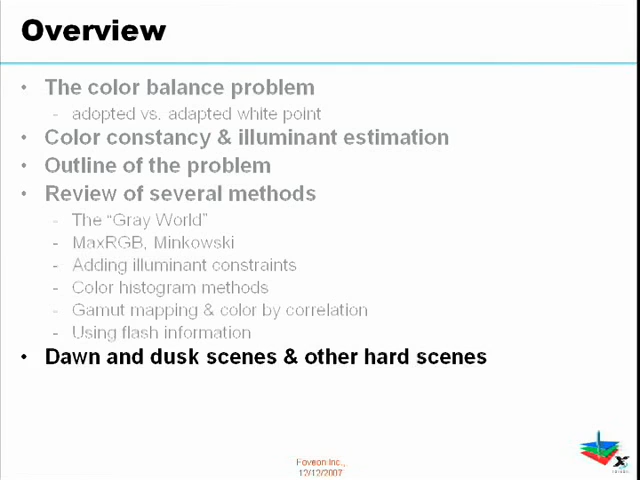 Overview
• The color balance problem
- adopted vs. adapted white point
• Color constancy & illuminant estimation
• Outline of the problem
• Review of several methods
- The “Gray World”
- MaxRGB, Minkowski
- Adding illuminant constraints
- Color histogram methods
- Gamut mapping & color by correlation
- Using flash information
• Dawn and dusk scenes & other hard scenes
Foveon Inc.,
12/12/2007